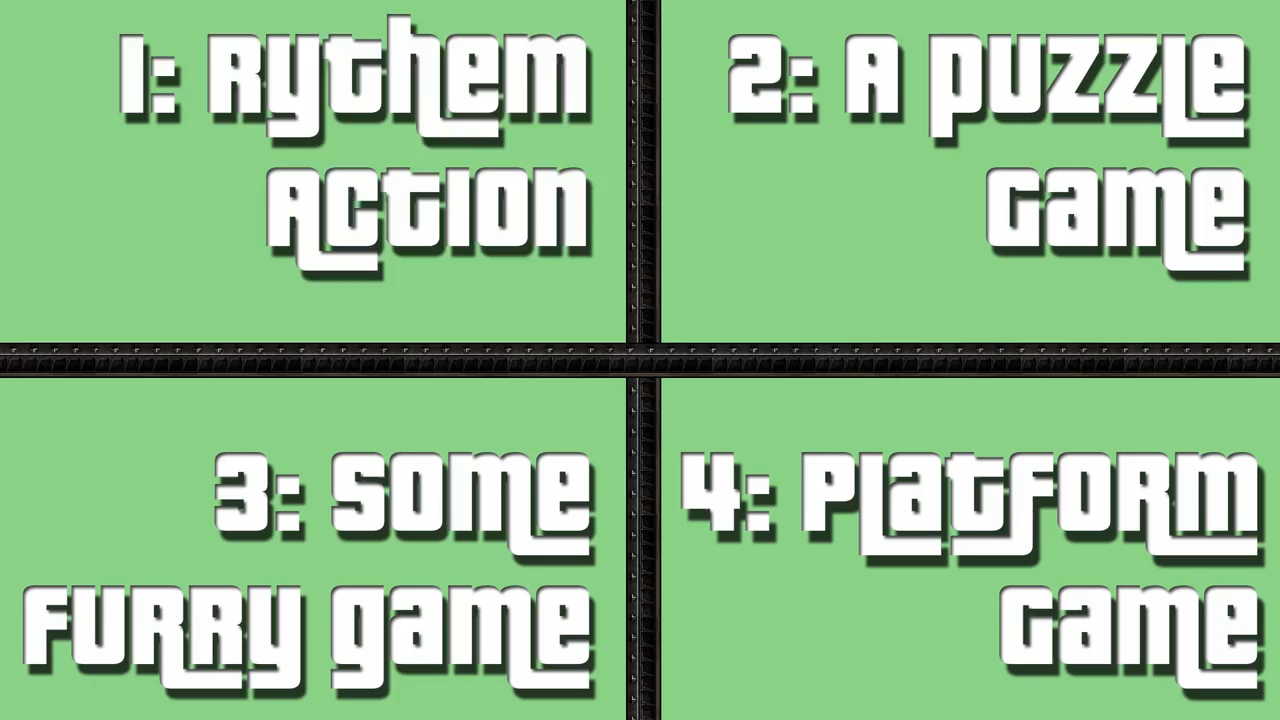 1: Rythem
Action
2: A puzzle
Game
3: Some
furry game
4: Platform
Game